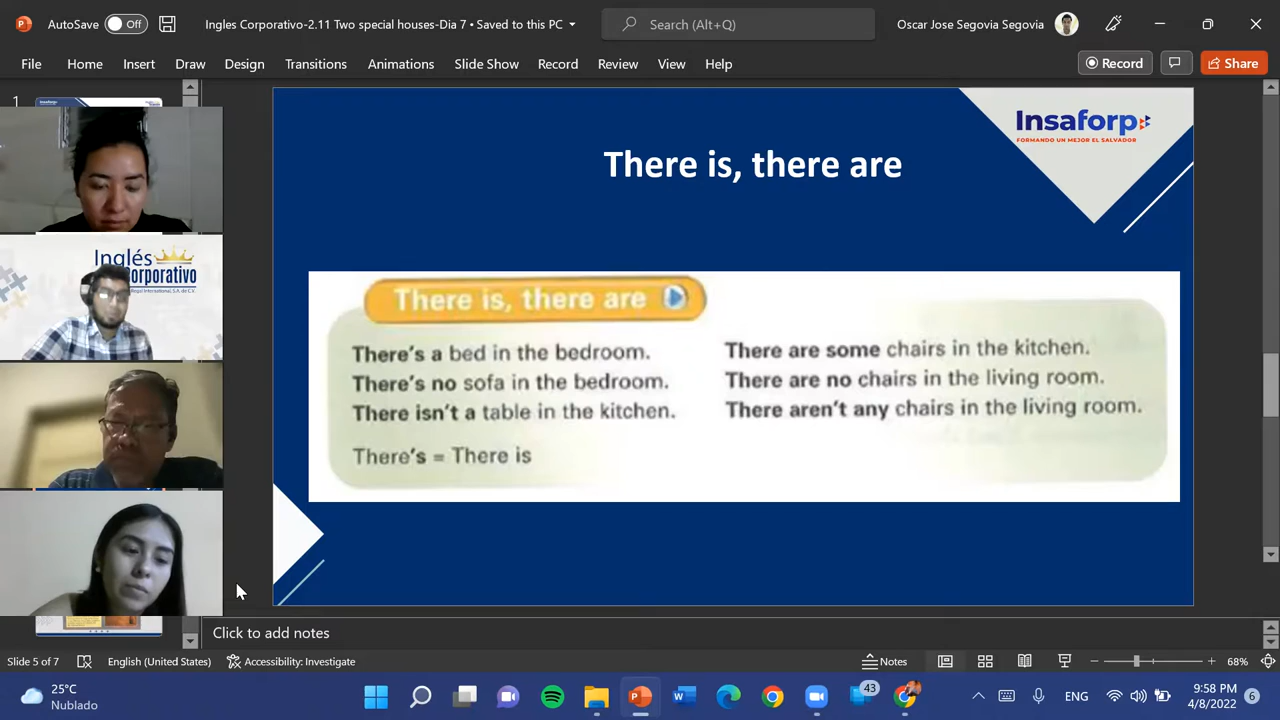 AutoSave Off Ingles Corporativo-2.11 Two special houses-Dia 7 • Saved to this PC Search (Alt+Q) Oscar Jose Segovia Segovia
File Home Insert Draw Design Transitions Animations Slide Show Record Review View Help Record Share
1
Insaforp
FORMANDO UN MEJOR EL SALVADOR
There is, there are
There is, there are
There's a bed in the bedroom.
There's no sofa in the bedroom.
There isn't a table in the kitchen.
There's = There is
There are some chairs in the kitchen.
There are no chairs in the living room.
There aren't any chairs in the living room.
Inglés
orporativo
Click to add notes
Slide 5 of 7 English (United States) Accessibility: Investigate Notes 68%
25°C
Nublado
43
ENG
9:58 PM
4/8/2022
6